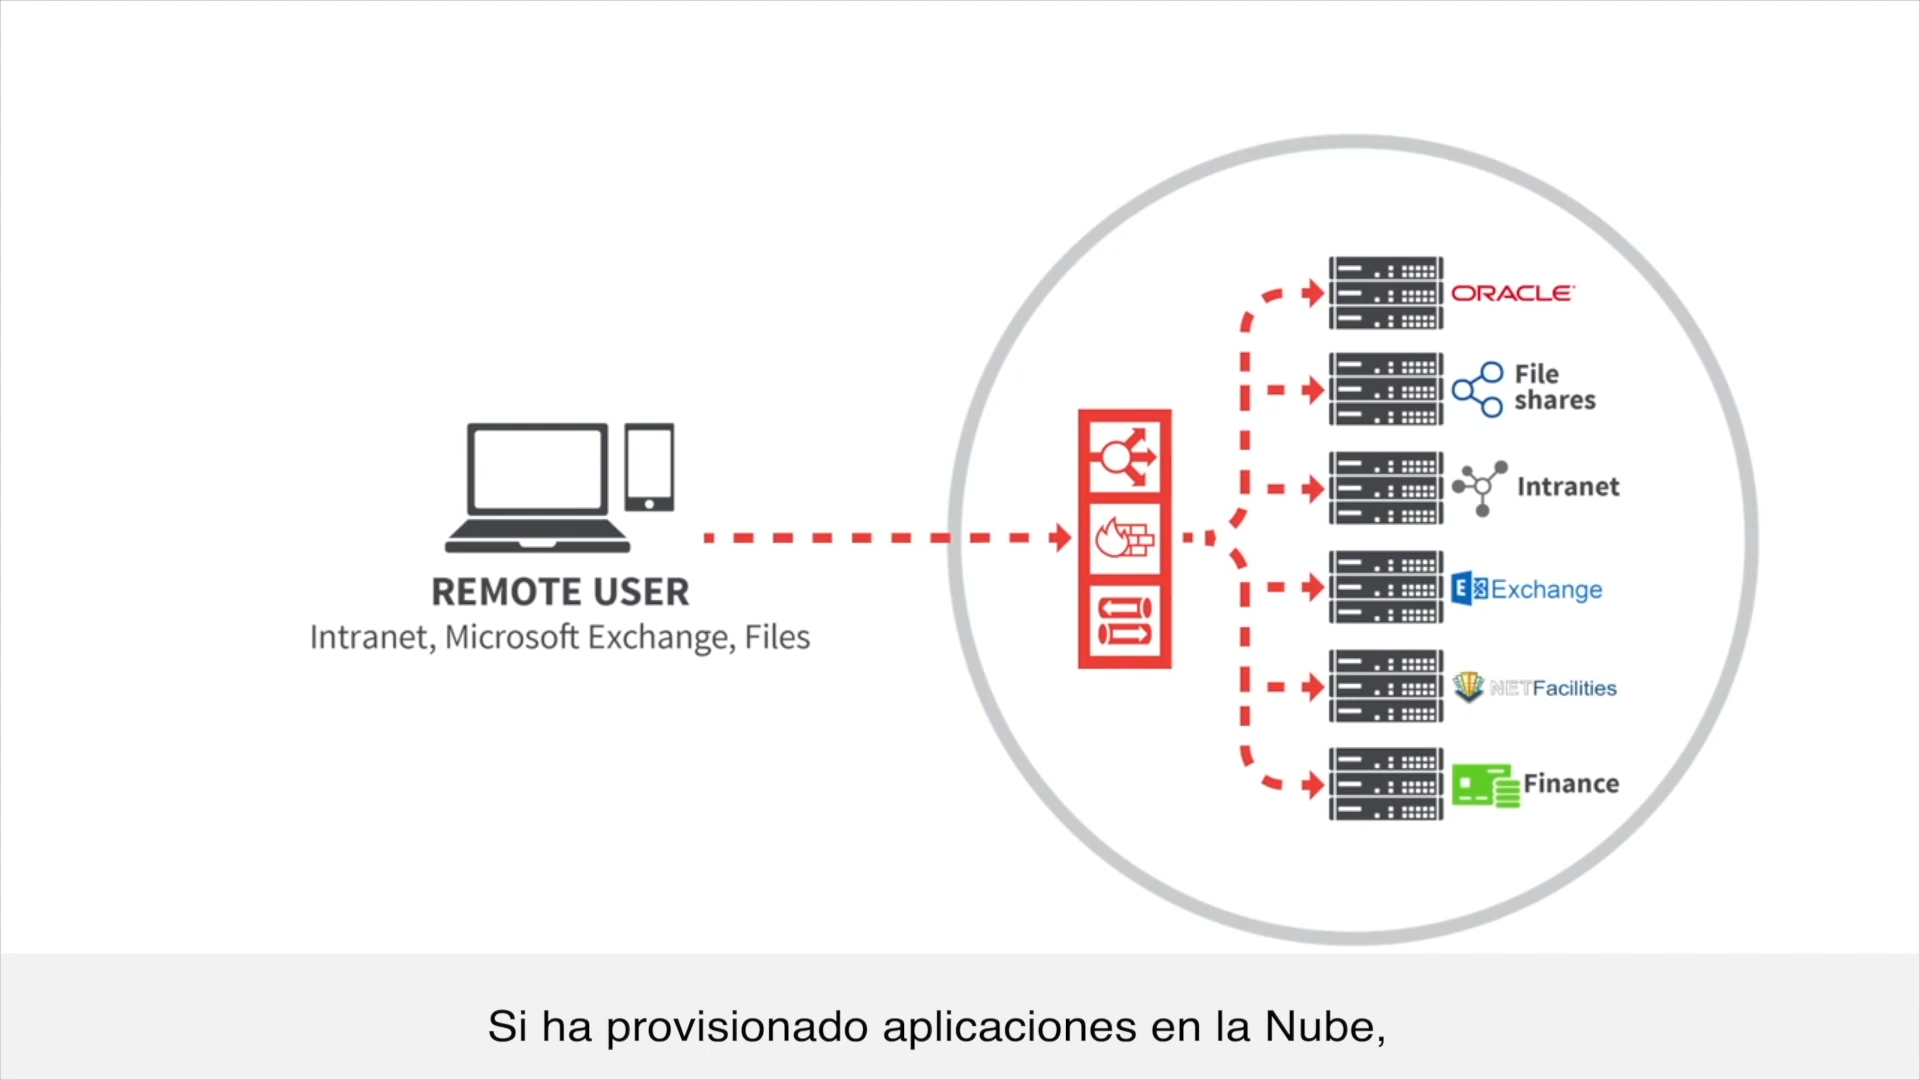 ORACLE
File
shares
Intranet
E Exchange
NETFacilities
Finance
REMOTE USER
Intranet, Microsoft Exchange, Files
Si ha provisionado aplicaciones en la Nube,